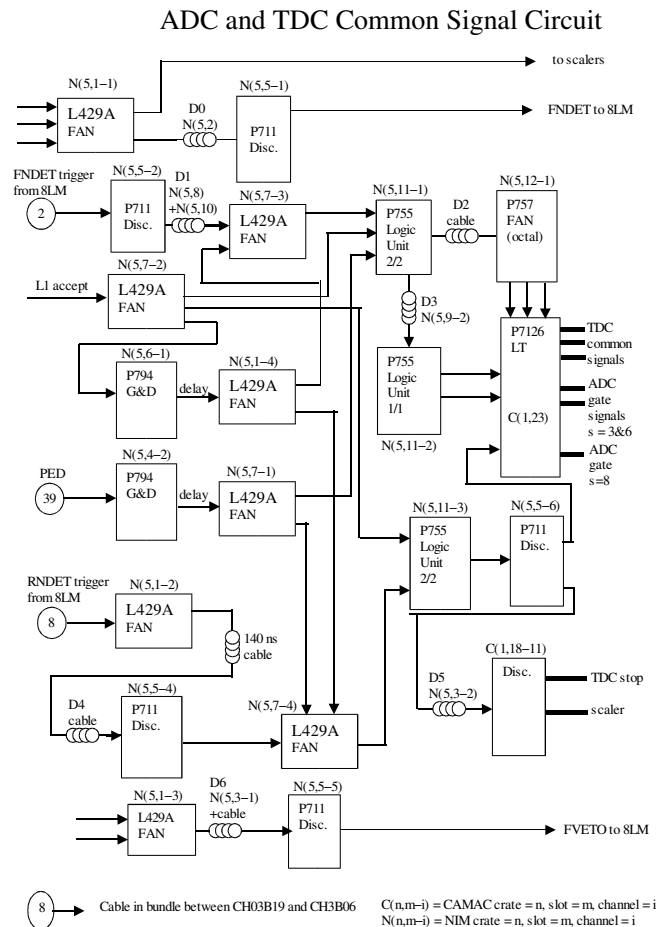 ADC and TDC Common Signal Circuit
N(5,1−1)
to scalers
L429A
FAN
D0
N(5,2)
N(5,5−1)
P711
Disc.
FNDET to 8LM
FNDET trigger
from 8LM
2
N(5,5−2)
P711
Disc.
D1
N(5,8)
+N(5,10)
N(5,7−3)
L429A
FAN
N(5,11−1)
P755
Logic
Unit
2/2
D2
cable
N(5,12−1)
P757
FAN
(octal)
L1 accept
N(5,7−2)
L429A
FAN
D3
N(5,9−2)
P7126
LT
C(1,23)
TDC
common
signals
ADC
gate
signals
s = 3&6
ADC
gate
s=8
N(5,6−1)
P794
G&D
delay
N(5,1−4)
L429A
FAN
P755
Logic
Unit
1/1
N(5,11−2)
PED
39
N(5,4−2)
P794
G&D
delay
N(5,7−1)
L429A
FAN
N(5,11−3)
P755
Logic
Unit
2/2
N(5,5−6)
P711
Disc.
RNDET trigger
from 8LM
8
N(5,1−2)
L429A
FAN
140 ns
cable
D4
cable
N(5,5−4)
P711
Disc.
N(5,7−4)
L429A
FAN
D5
N(5,3−2)
C(1,18−11)
Disc.
TDC stop
scaler
N(5,1−3)
L429A
FAN
D6
N(5,3−1)
+cable
N(5,5−5)
P711
Disc.
FVETO to 8LM
8
Cable in bundle between CH03B19 and CH3B06
C(n,m−i) = CAMAC crate = n, slot = m, channel = i
N(n,m−i) = NIM crate = n, slot = m, channel = i